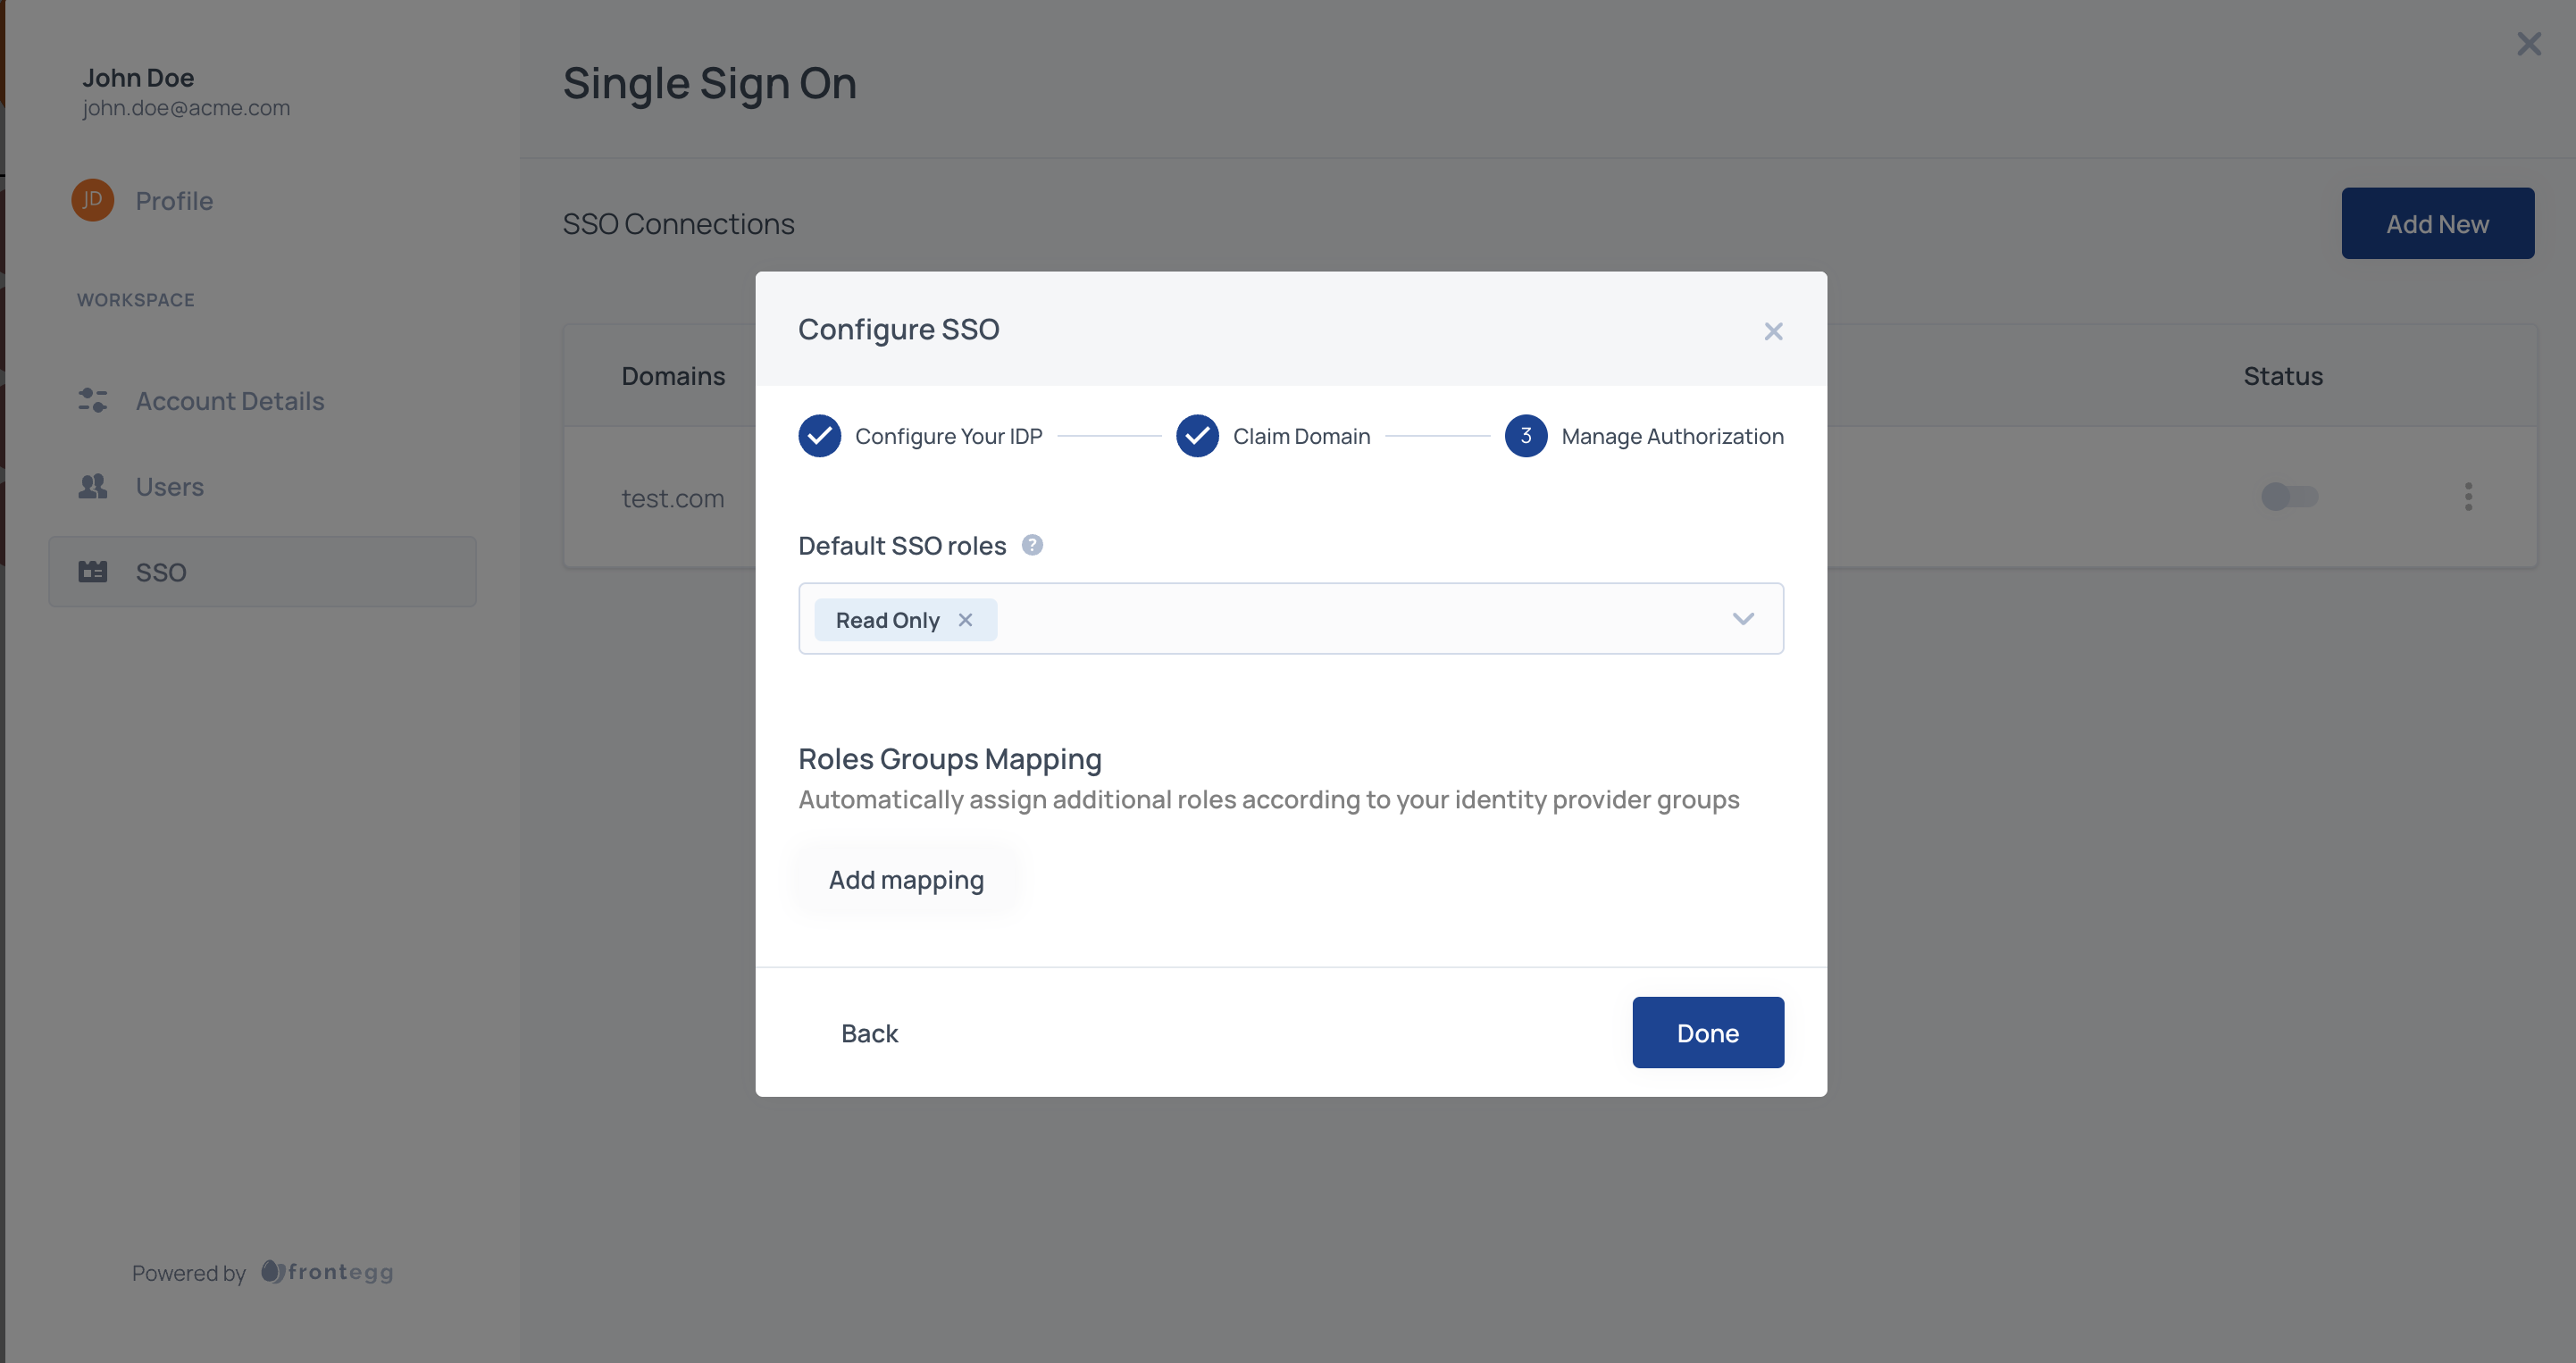 John Doe
john.doe@acme.com
JD
Profile
WORKSPACE
Account Details
Users
SSO
Powered by frontegg
Single Sign On
SSO Connections
Add New
Domains
Status
test.com
Configure SSO
Configure Your IDP
Claim Domain
3 Manage Authorization
Default SSO roles ?
Read Only
Roles Groups Mapping
Automatically assign additional roles according to your identity provider groups
Add mapping
Back
Done